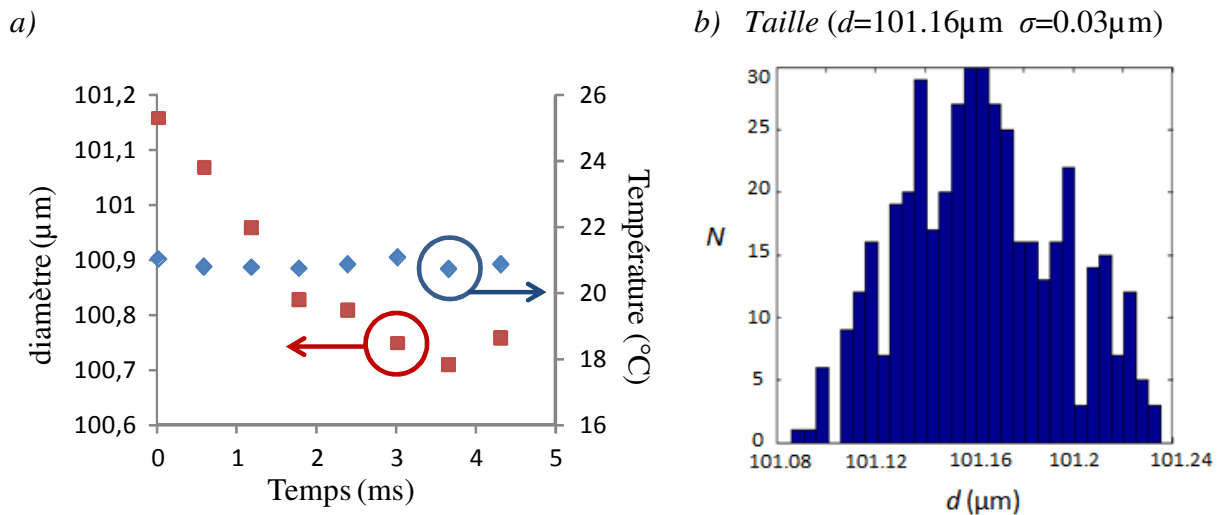 a)
101,2
101,1
101
100,9
100,8
100,7
100,6
diamètre (µm)
0 1 2 3 4 5
Temps (ms)
26
24
22
20
18
16
Température (°C)
b) Taille (d=101.16µm σ=0.03µm)
30
25
20
15
10
5
0
N
101.08 101.12 101.16 101.2 101.24
d (µm)